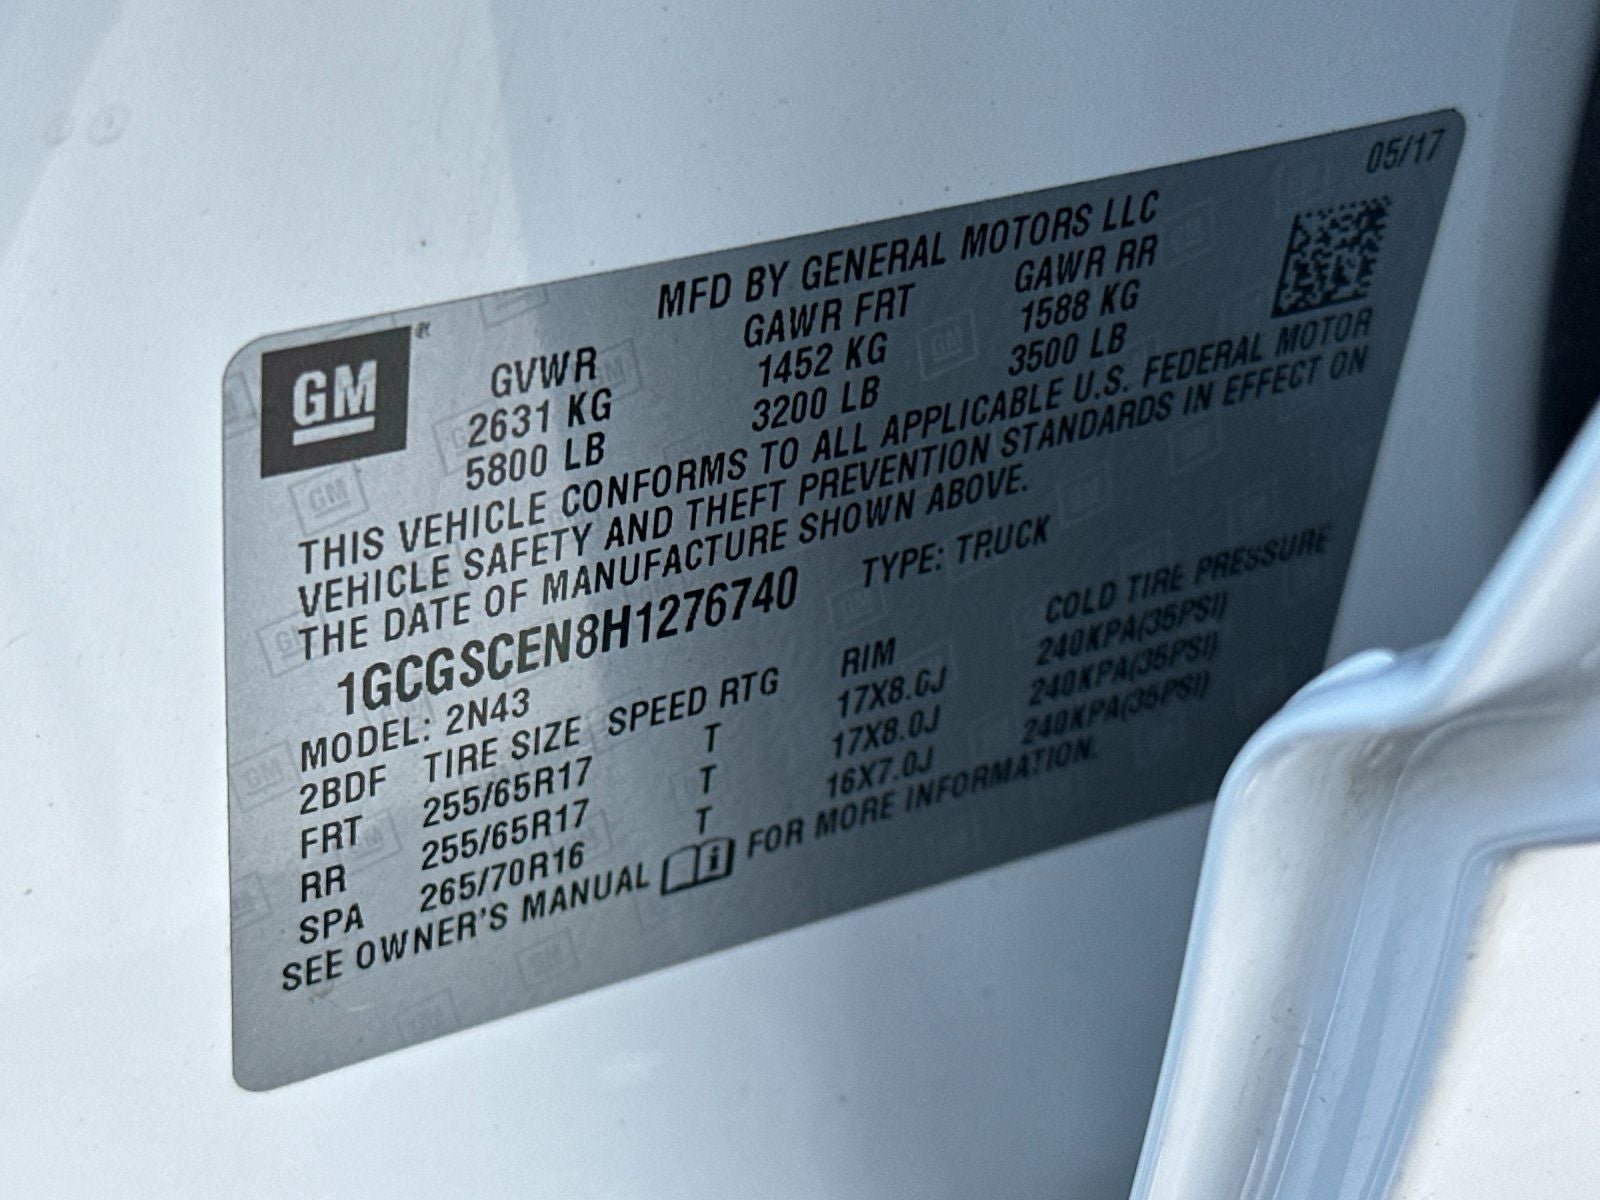 05/17
MFD BY GENERAL MOTORS LLC
GM
GVWR GAWR FRT GAWR RR
2631 KG 1452 KG 1588 KG
5800 LB 3200 LB 3500 LB
THIS VEHICLE CONFORMS TO ALL APPLICABLE U.S. FEDERAL MOTOR
VEHICLE SAFETY AND THEFT PREVENTION STANDARDS IN EFFECT ON
THE DATE OF MANUFACTURE SHOWN ABOVE.
1GCGSCEN8H1276740 TYPE: TRUCK
MODEL: 2N43
2BDF TIRE SIZE SPEED RTG RIM COLD TIRE PRESSURE
FRT 255/65R17 T 17X8.0J 240KPA(35PSI)
RR 255/65R17 T 17X8.0J 240KPA(35PSI)
SPA 265/70R16 T 16X7.0J 240KPA(35PSI)
SEE OWNER'S MANUAL i FOR MORE INFORMATION.